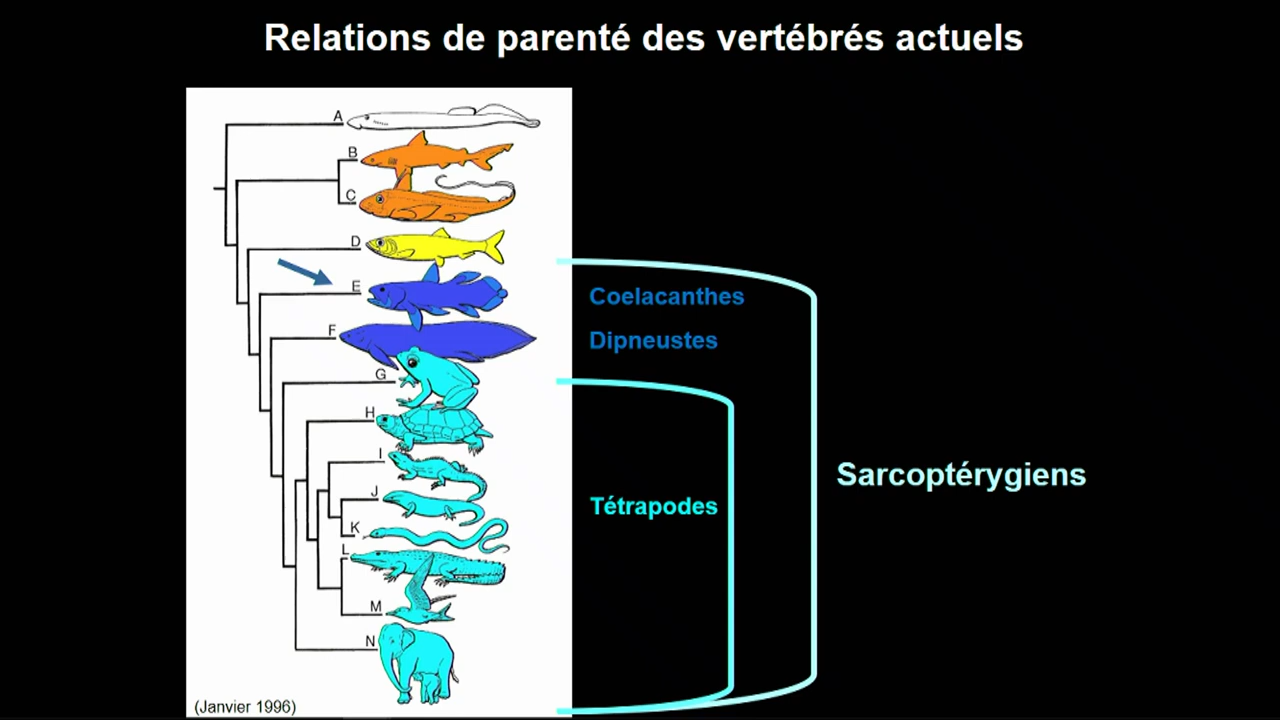 Relations de parenté des vertébrés actuels
A
B
C
D
E
Coelacanthes
F
Dipneustes
G
H
I
J
K
L
M
N
Tétrapodes
Sarcoptérygiens
(Janvier 1996)